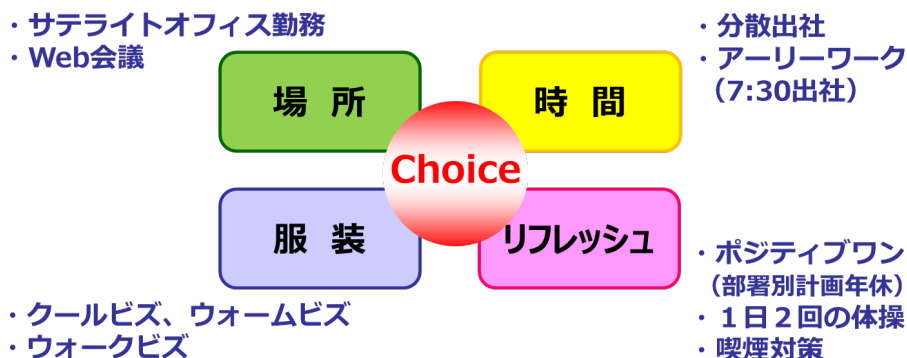 ・サテライトオフィス勤務
・Web会議
場 所
時 間
・分散出社
・アーリーワーク
（7:30出社）
Choice
服 装
リフレッシュ
・クールビズ、ウォームビズ
・ウォークビズ
・ポジティブワン
（部署別計画年休）
・１日２回の体操
・喫煙対策